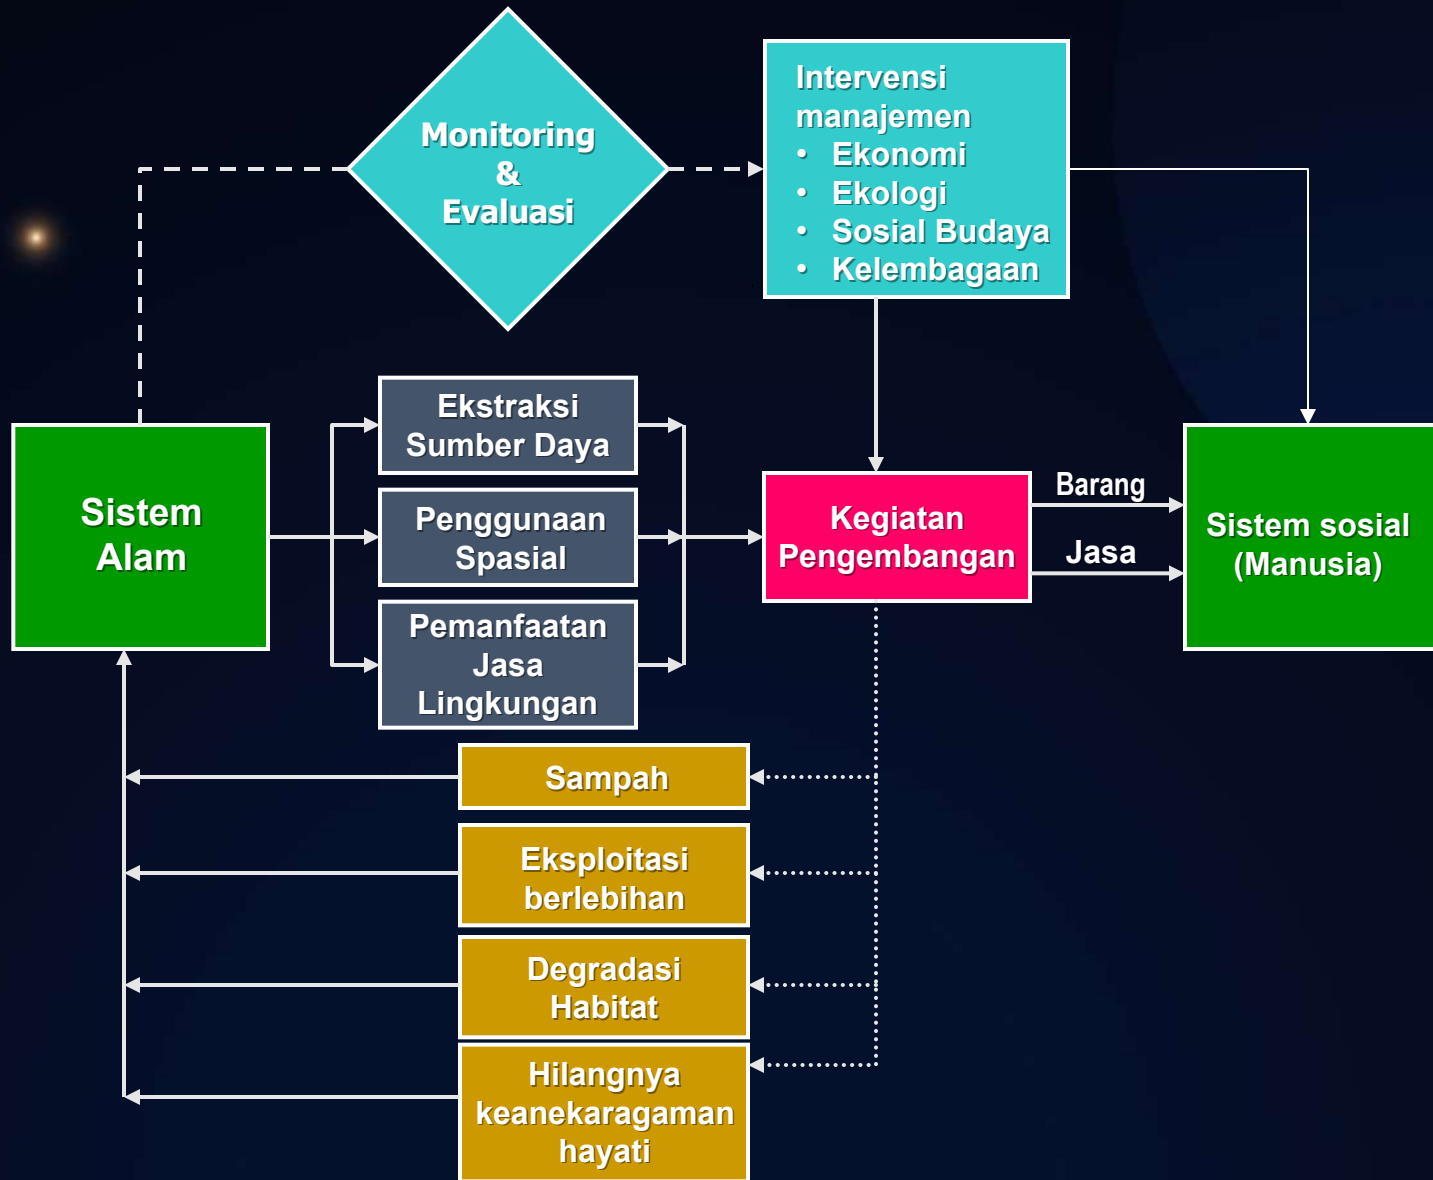 Monitoring
&
Evaluasi
Intervensi
manajemen
• Ekonomi
• Ekologi
• Sosial Budaya
• Kelembagaan
Sistem
Alam
Ekstraksi
Sumber Daya
Penggunaan
Spasial
Pemanfaatan
Jasa
Lingkungan
Kegiatan
Pengembangan
Barang
Jasa
Sistem sosial
(Manusia)
Sampah
Eksploitasi
berlebihan
Degradasi
Habitat
Hilangnya
keanekaragaman
hayati